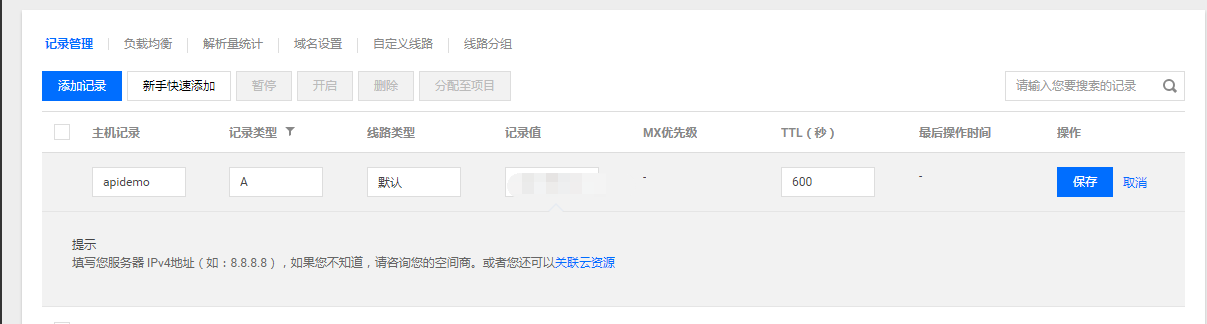 记录管理 负载均衡 解析量统计 域名设置 自定义线路 线路分组
添加记录 新手快速添加 暂停 开启 删除 分配至项目 请输入您要搜索的记录
主机记录 记录类型 线路类型 记录值 MX优先级 TTL（秒） 最后操作时间 操作
apidemo A 默认 - 600 - 保存 取消
提示
填写您服务器 IPv4地址（如：8.8.8.8），如果您不知道，请咨询您的空间商。或者您还可以关联云资源